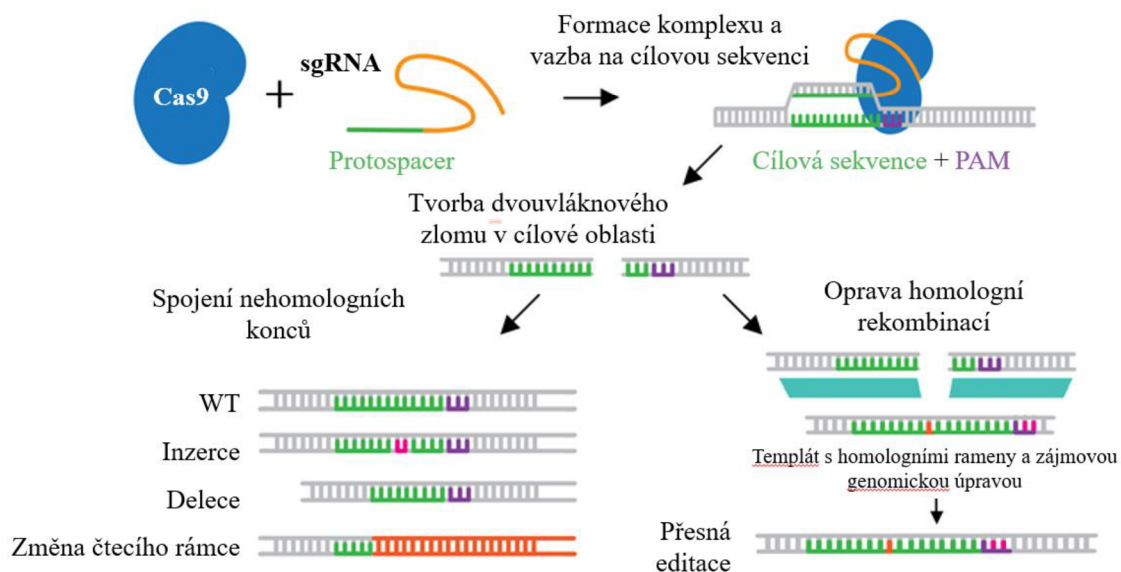 Cas9
sgRNA
Protospacer
Formace komplexu a
vazba na cílovou sekvenci
Cílová sekvence + PAM
Tvorba dvouvláknového
zlomu v cílové oblasti
Spojení nehomologních
konců
WT
Inzerce
Delece
Změna čtecího rámce
Oprava homologní
rekombinací
Templát s homologními rameny a zájmovou
genomickou úpravou
Přesná
editace